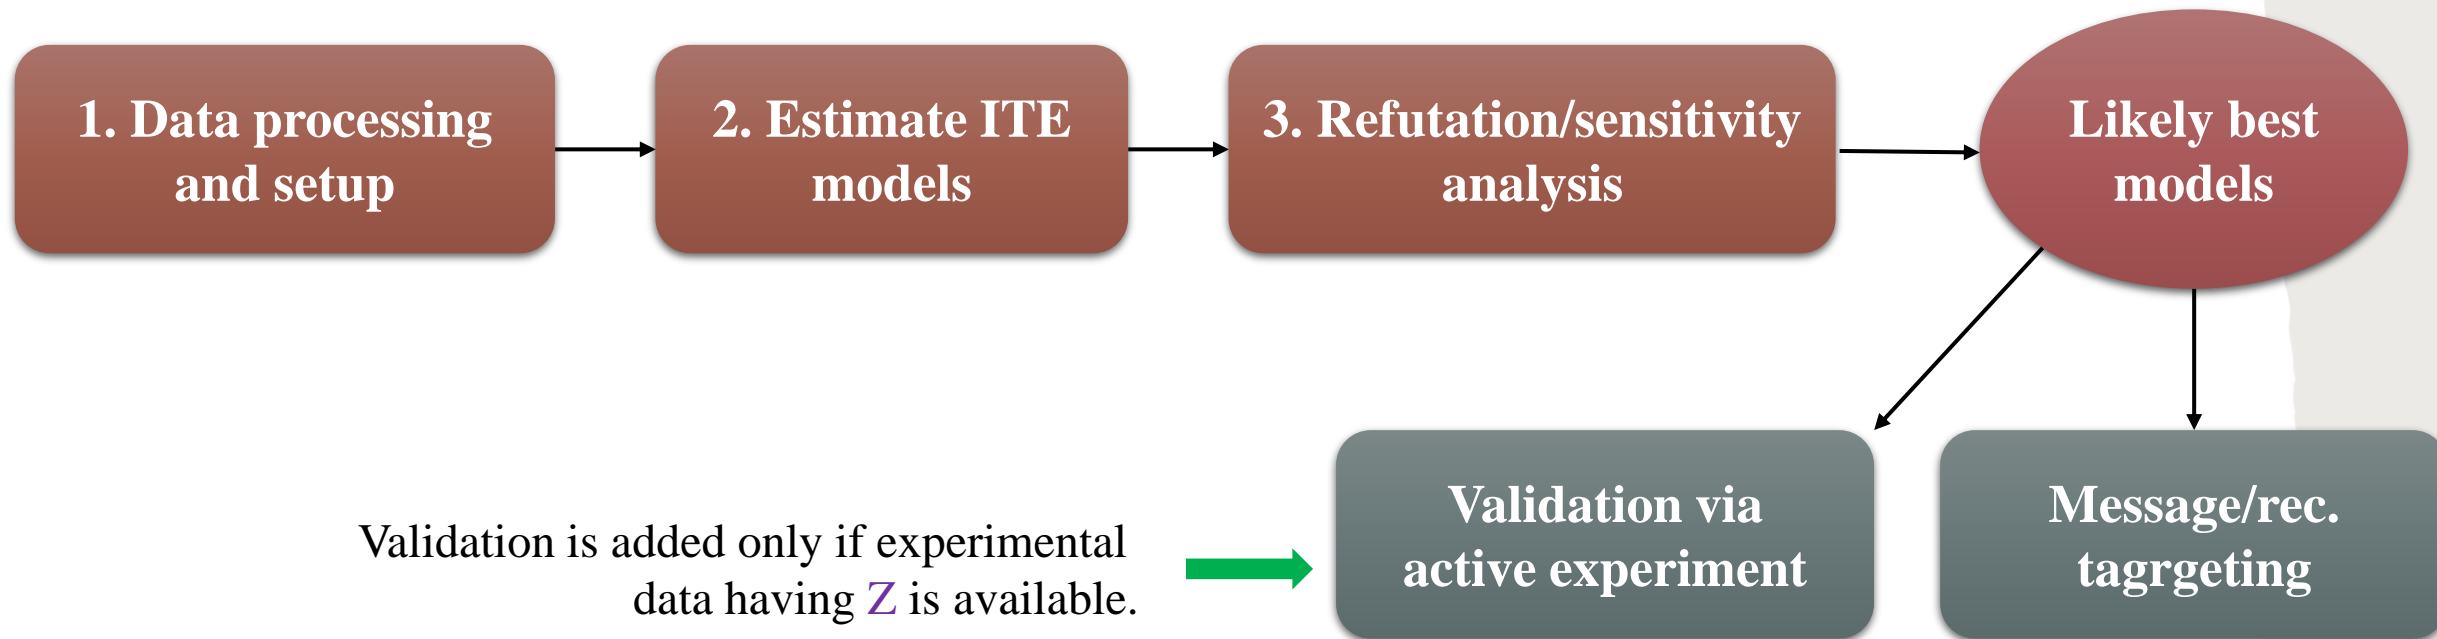 1. Data processing
and setup
2. Estimate ITE
models
3. Refutation/sensitivity
analysis
Likely best
models
Validation is added only if experimental
data having Z is available.
Validation via
active experiment
Message/rec.
tagrgeting